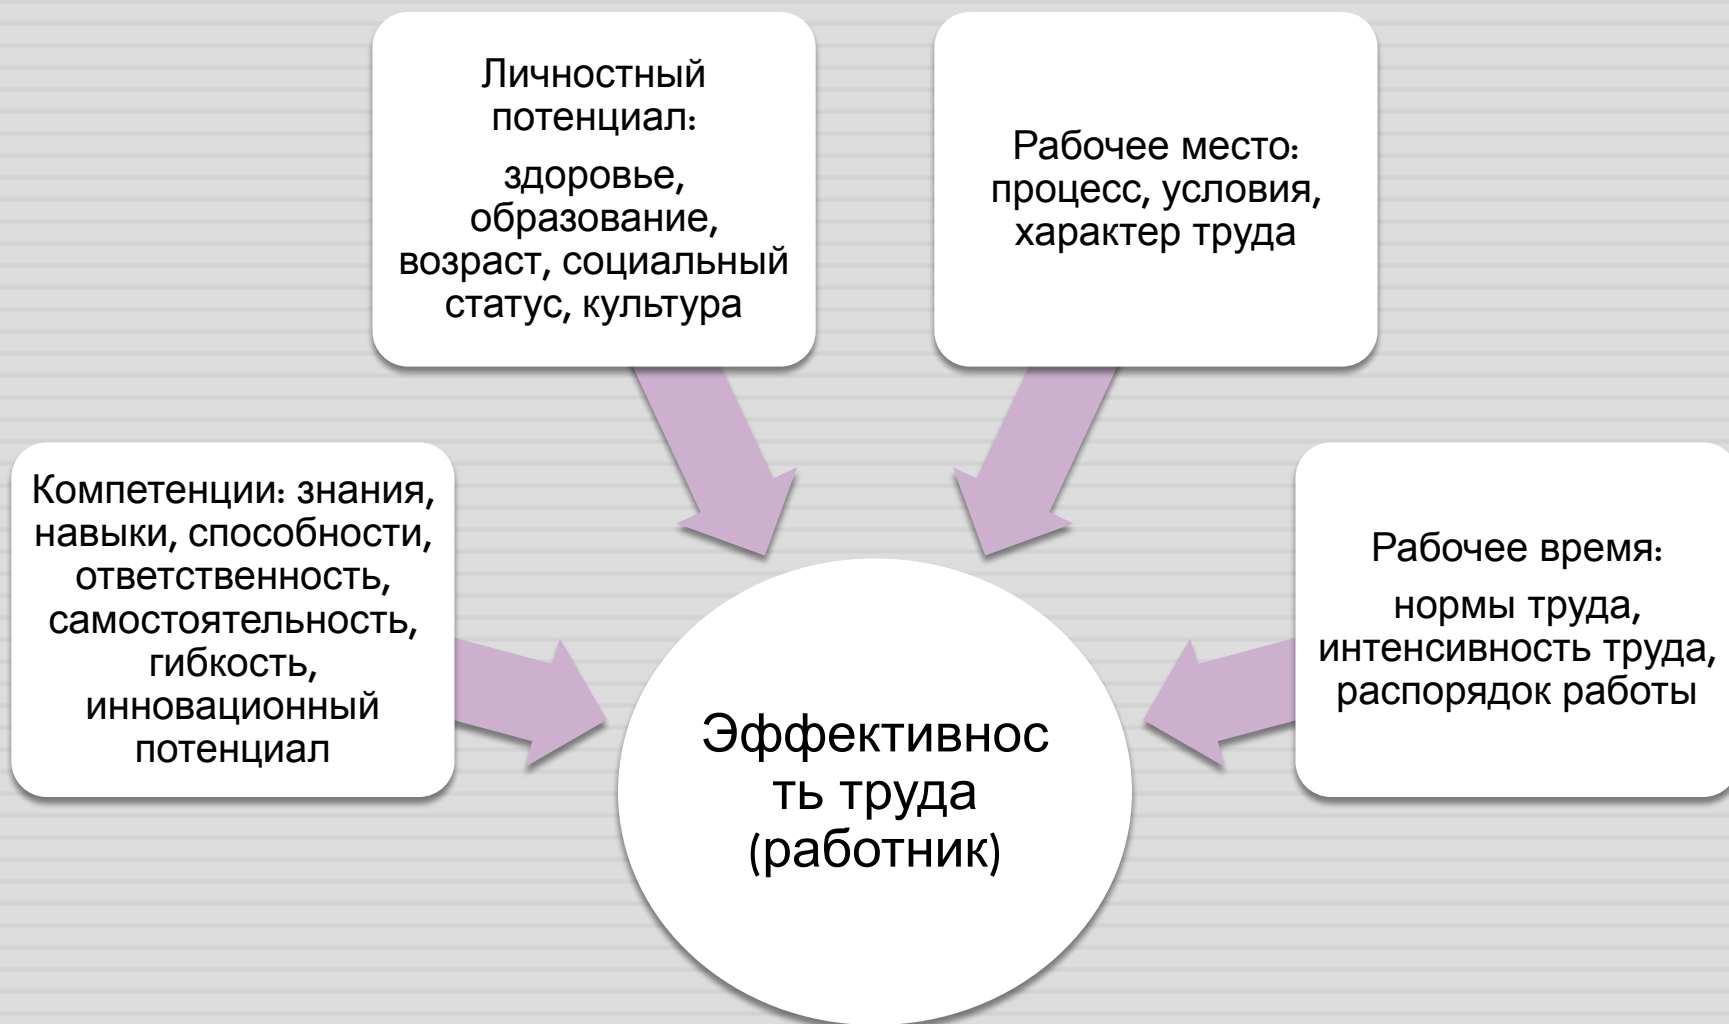 Личностный
потенциал:
здоровье,
образование,
возраст, социальный
статус, культура
Рабочее место:
процесс, условия,
характер труда
Компетенции: знания,
навыки, способности,
ответственность,
самостоятельность,
гибкость,
инновационный
потенциал
Рабочее время:
нормы труда,
интенсивность труда,
распорядок работы
Эффективнос
ть труда
(работник)